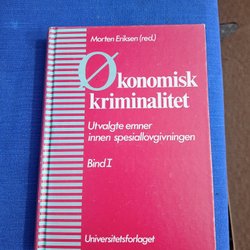 Morten Eriksen (red.)
Økonomisk
kriminalitet
Utvalgte emner
innen spesiallovgivningen
Bind I
Universitetsforlaget